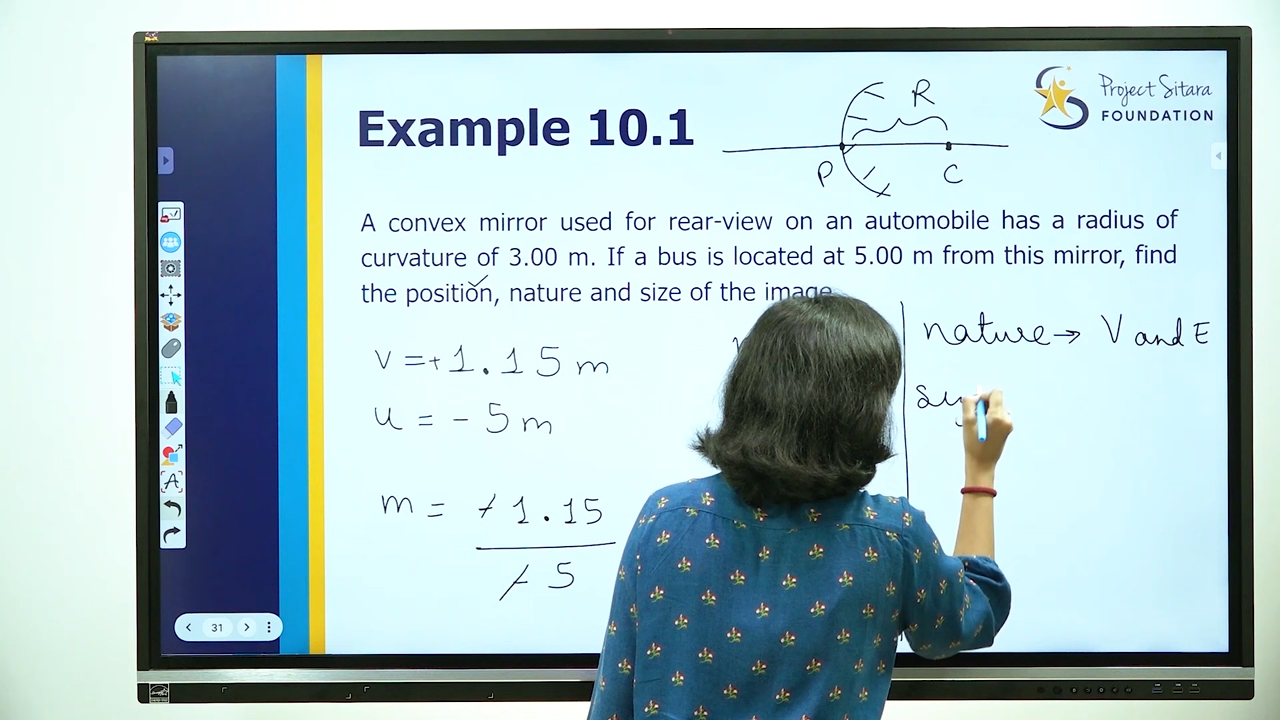 Example 10.1
R
P
C
Project Sitara
FOUNDATION
A convex mirror used for rear-view on an automobile has a radius of
curvature of 3.00 m. If a bus is located at 5.00 m from this mirror, find
the position, nature and size of the image
v = +1.15 m
u = - 5 m
m = -1.15
-5
nature → V and E
A
31